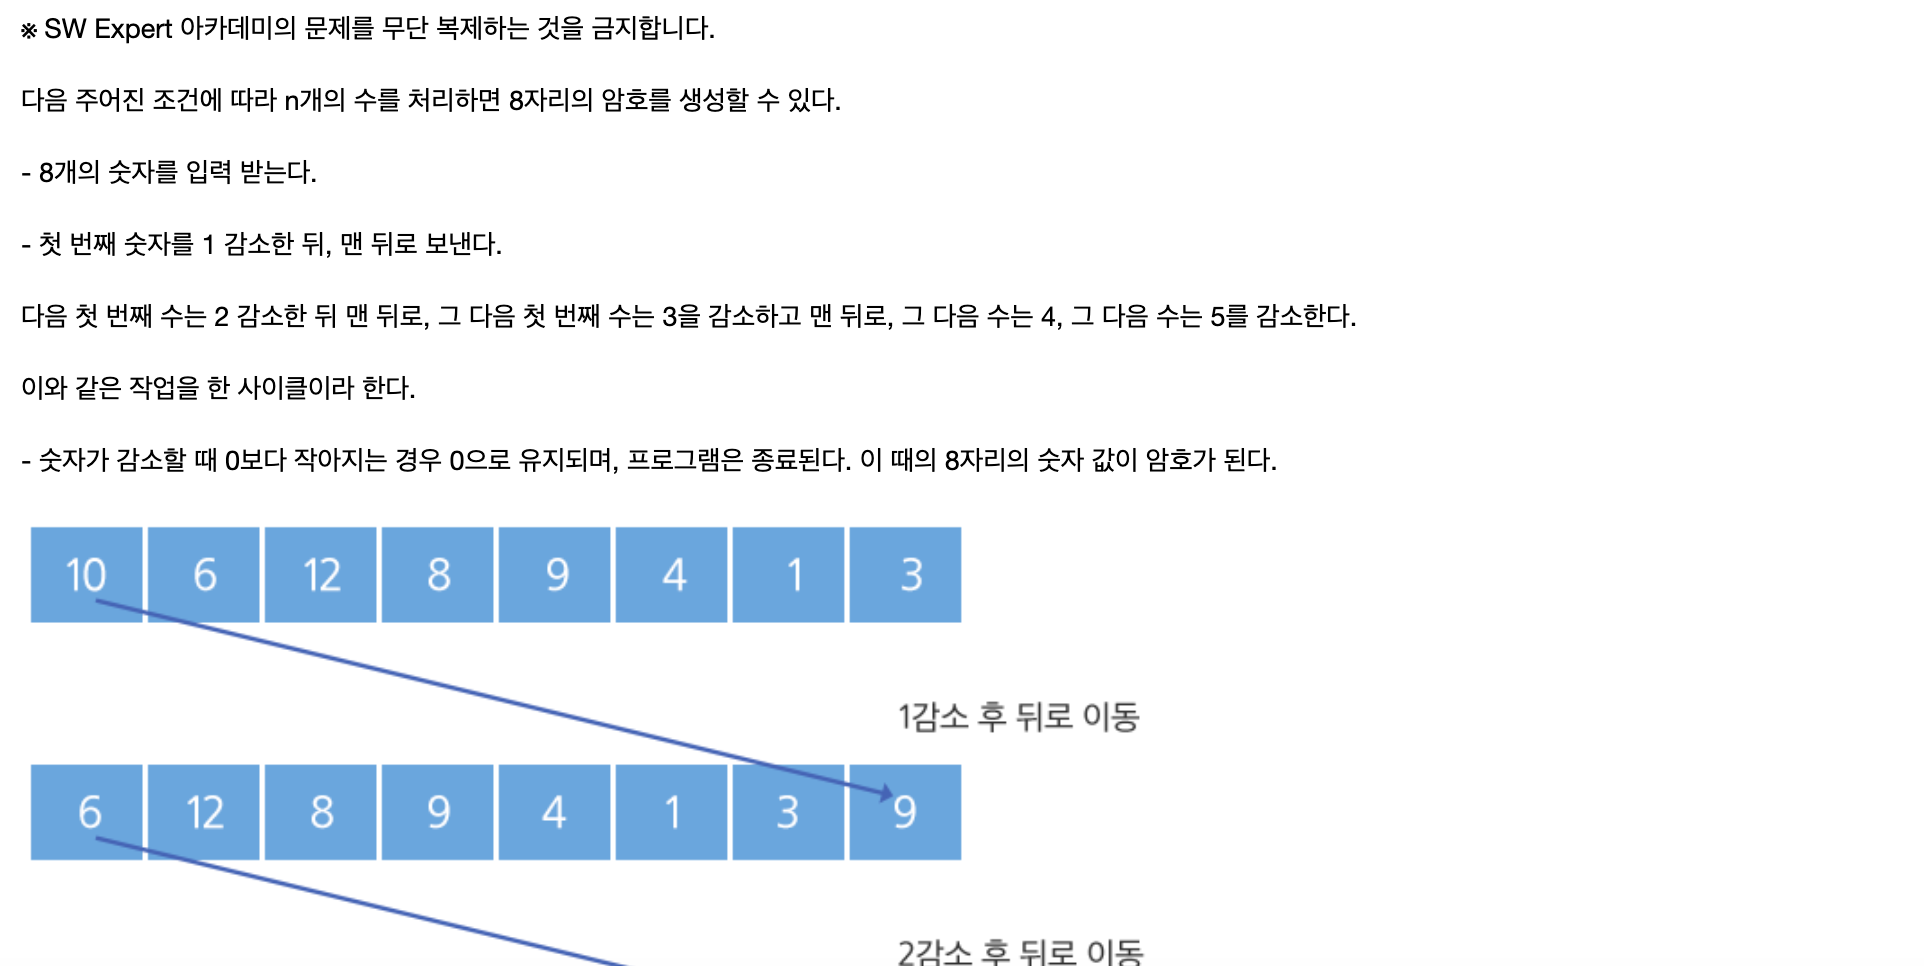 ※ SW Expert 아카데미의 문제를 무단 복제하는 것을 금지합니다.
다음 주어진 조건에 따라 n개의 수를 처리하면 8자리의 암호를 생성할 수 있다.
- 8개의 숫자를 입력 받는다.
- 첫 번째 숫자를 1 감소한 뒤, 맨 뒤로 보낸다.
다음 첫 번째 수는 2 감소한 뒤 맨 뒤로, 그 다음 첫 번째 수는 3을 감소하고 맨 뒤로, 그 다음 수는 4, 그 다음 수는 5를 감소한다.
이와 같은 작업을 한 사이클이라 한다.
- 숫자가 감소할 때 0보다 작아지는 경우 0으로 유지되며, 프로그램은 종료된다. 이 때의 8자리의 숫자 값이 암호가 된다.
10 6 12 8 9 4 1 3
1감소 후 뒤로 이동
6 12 8 9 4 1 3 9
2감소 후 뒤로 이동